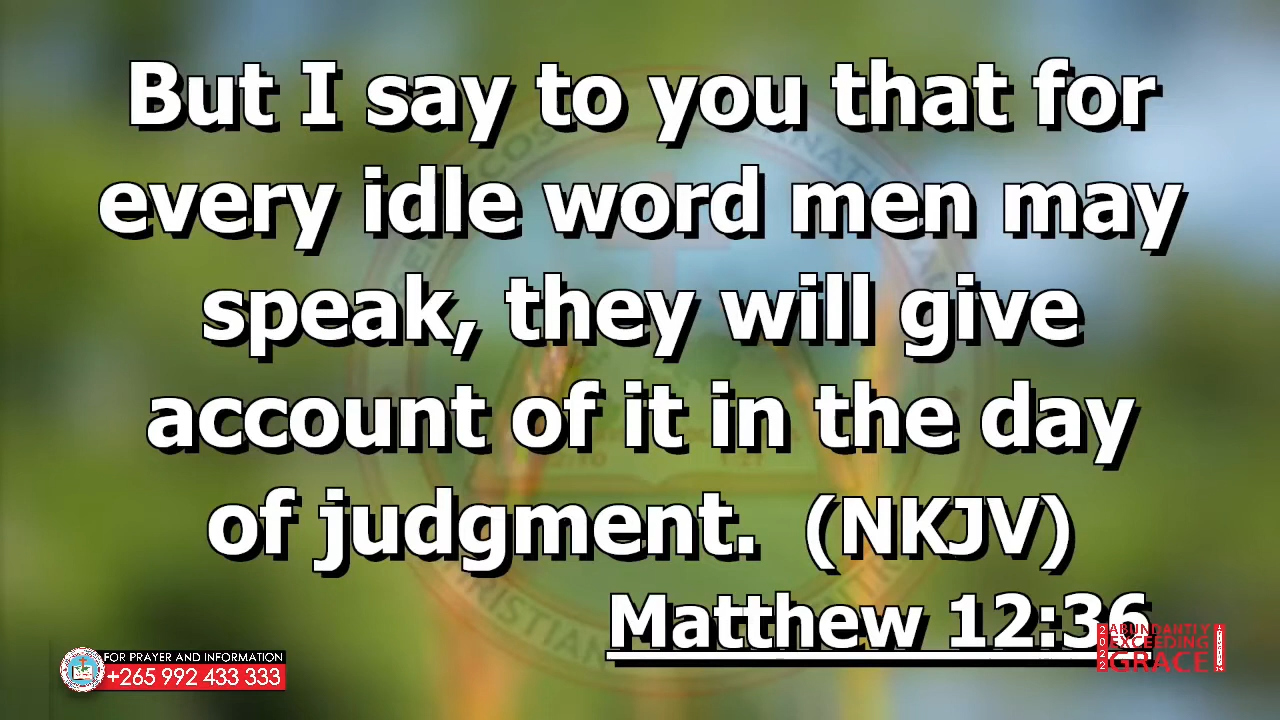 But I say to you that for
every idle word men may
speak, they will give
account of it in the day
of judgment. (NKJV)
Matthew 12:36
FOR PRAYER AND INFORMATION
+265 992 433 333
2022
ABUNDANTLY
EXCEEDING
GRACE